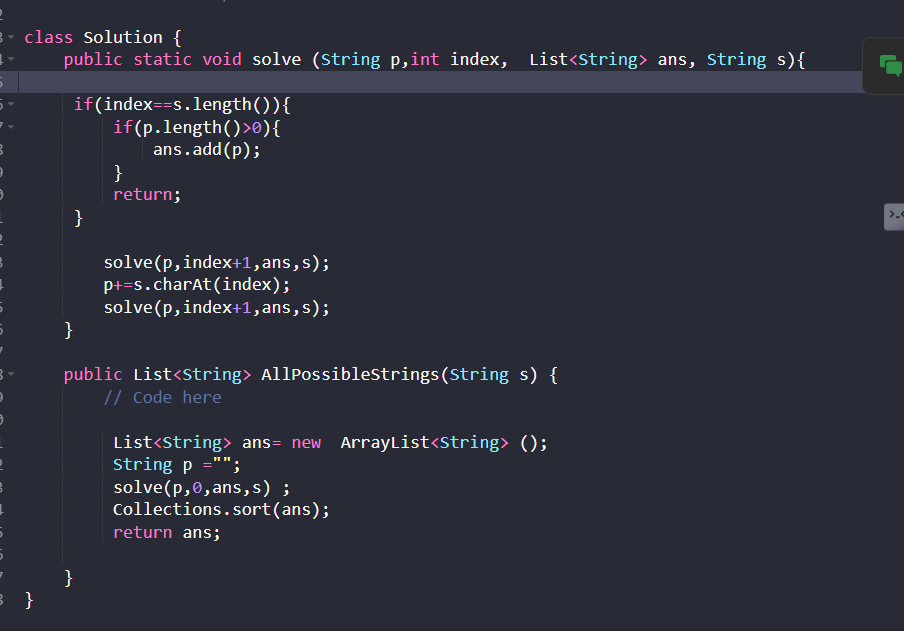 class Solution {
public static void solve (String p,int index,  List<String> ans, String s){
if(index==s.length()){
if(p.length()>0){
ans.add(p);
}
return;
}
solve(p,index+1,ans,s);
p+=s.charAt(index);
solve(p,index+1,ans,s);
}
public List<String> AllPossibleStrings(String s) {
// Code here
List<String> ans= new  ArrayList<String> ();
String p ="";
solve(p,0,ans,s) ;
Collections.sort(ans);
return ans;
}
}